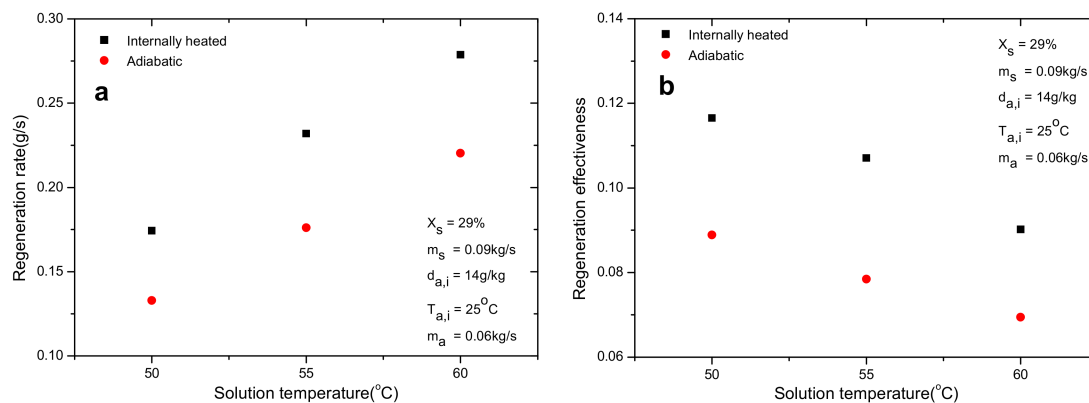 0.30
0.25
0.20
0.15
0.10
Regeneration rate(g/s)
Internally heated
Adiabatic
a
X_s = 29%
m_s = 0.09kg/s
d_a,i = 14g/kg
T_a,i = 25°C
m_a = 0.06kg/s
50 55 60
Solution temperature(°C)
0.14
0.12
0.10
0.08
0.06
Regeneration effectiveness
Internally heated
Adiabatic
b
X_s = 29%
m_s = 0.09kg/s
d_a,i = 14g/kg
T_a,i = 25°C
m_a = 0.06kg/s
50 55 60
Solution temperature(°C)